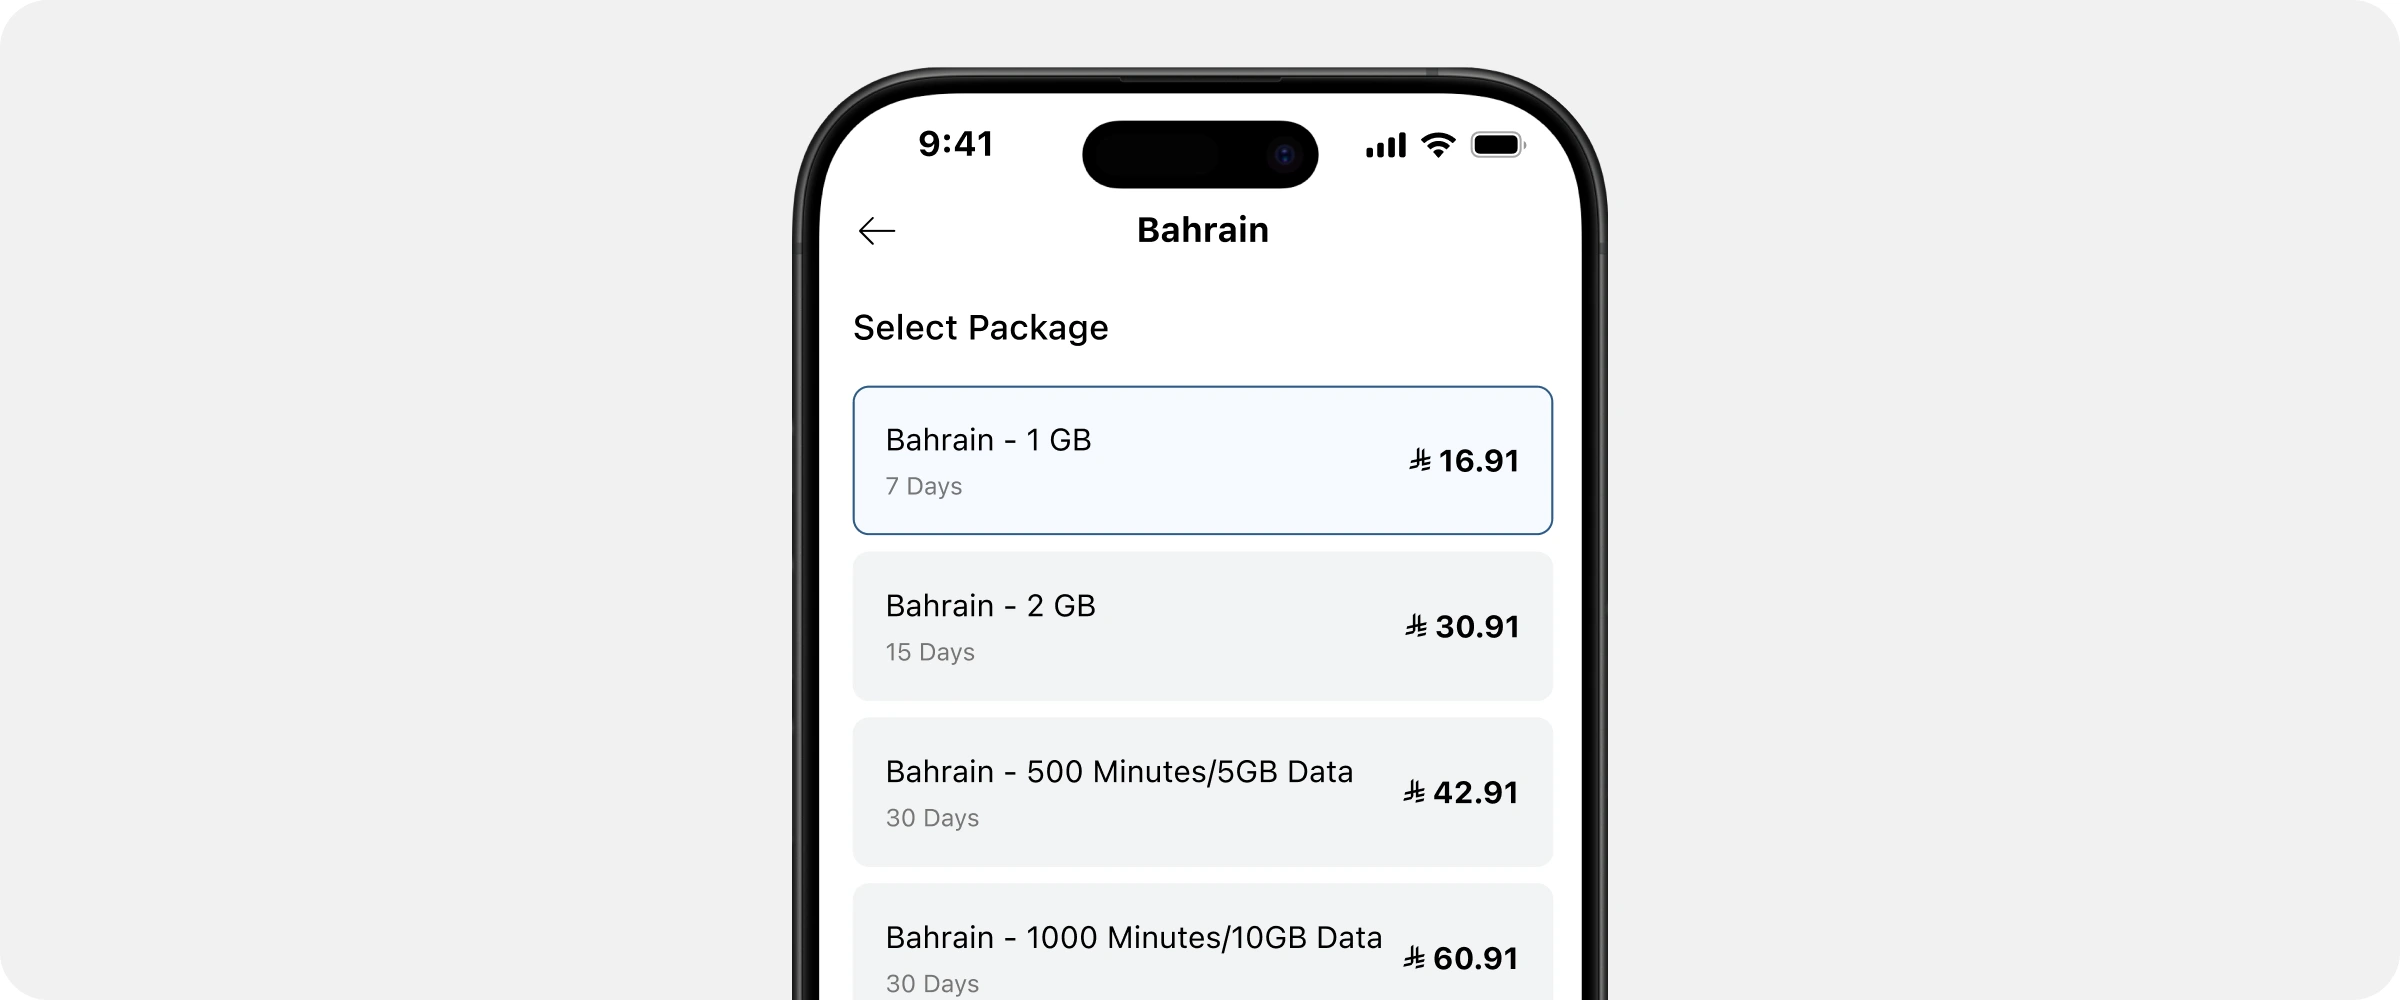 9:41
Bahrain
Select Package
Bahrain - 1 GB
7 Days
⃁ 16.91
Bahrain - 2 GB
15 Days
⃁ 30.91
Bahrain - 500 Minutes/5GB Data
30 Days
⃁ 42.91
Bahrain - 1000 Minutes/10GB Data
30 Days
⃁ 60.91